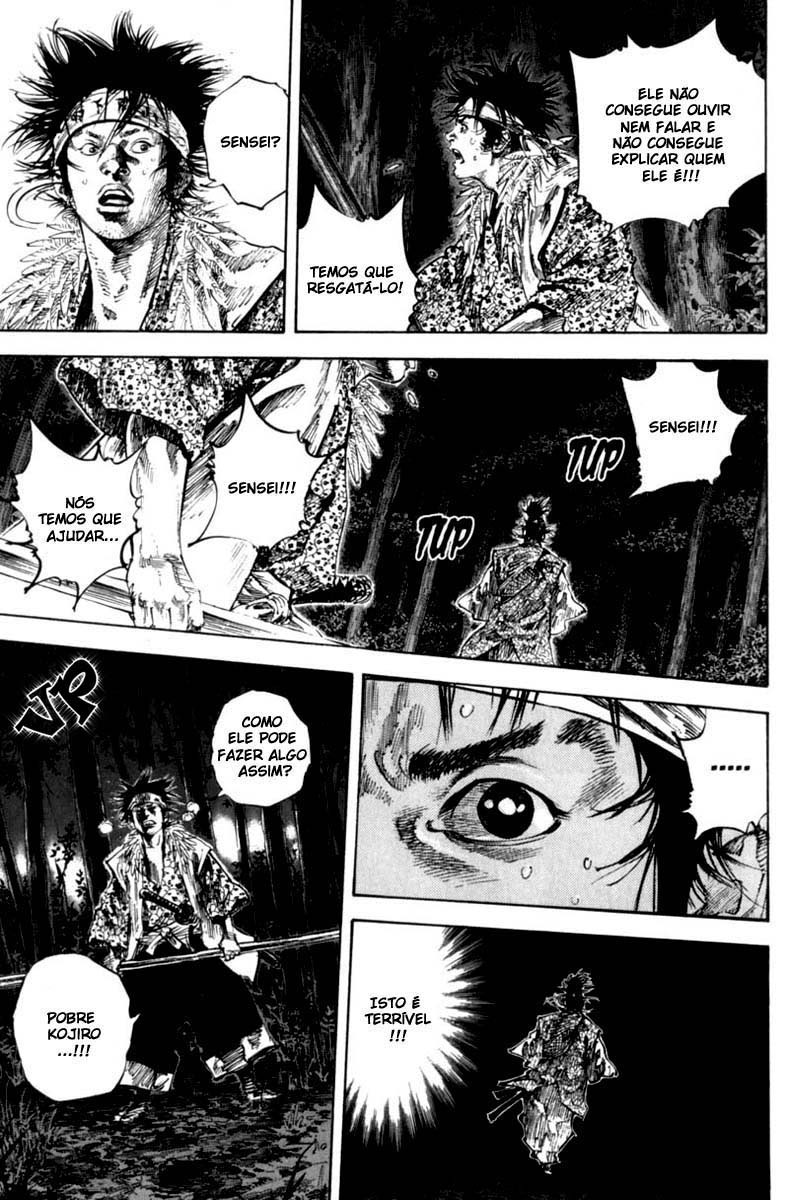 ELE NÃO
CONSEGUE OUVIR
NEM FALAR E
NÃO CONSEGUE
EXPLICAR QUEM
ELE É!!!
TEMOS QUE
RESGATÁ-LO!
SENSEI?
SENSEI!!!
TUP
TUP
SENSEI!!!
NÓS
TEMOS QUE
AJUDAR...
.....
ISTO É
TERRÍVEL
!!!
VP
COMO
ELE PODE
FAZER ALGO
ASSIM?
POBRE
KOJIRO
...!!!